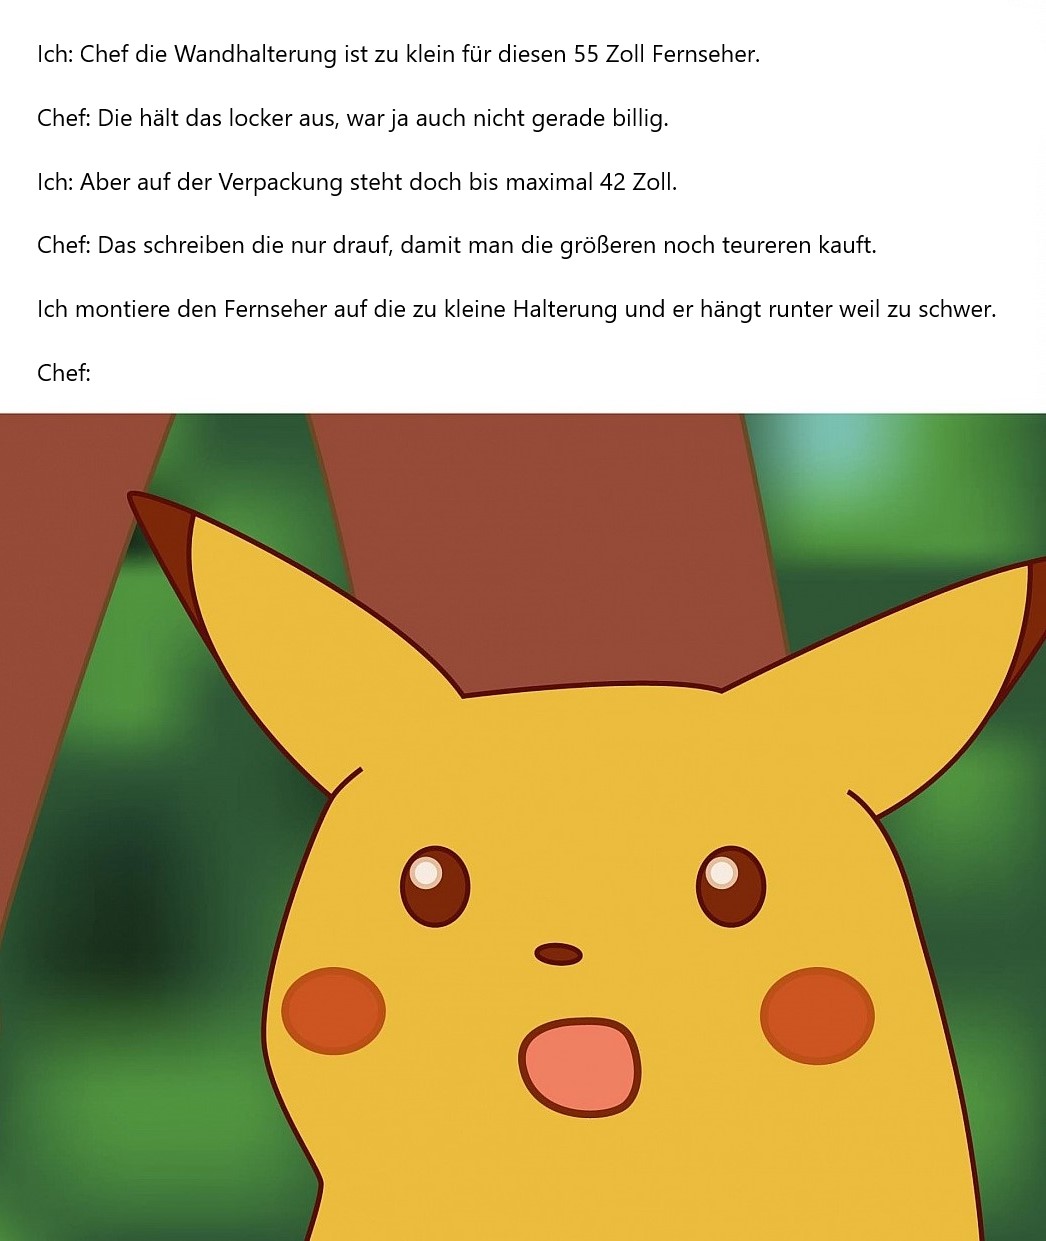 Ich: Chef die Wandhalterung ist zu klein für diesen 55 Zoll Fernseher.
Chef: Die hält das locker aus, war ja auch nicht gerade billig.
Ich: Aber auf der Verpackung steht doch bis maximal 42 Zoll.
Chef: Das schreiben die nur drauf, damit man die größeren noch teureren kauft.
Ich montiere den Fernseher auf die zu kleine Halterung und er hängt runter weil zu schwer.
Chef: